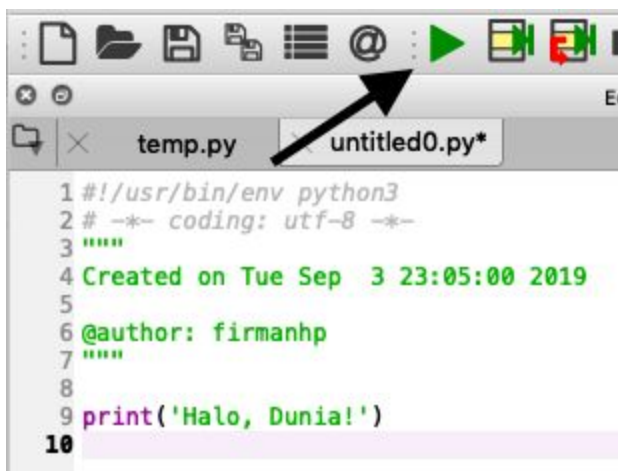 @
E
temp.py untitled0.py*
1 #!/usr/bin/env python3
2 # -*- coding: utf-8 -*-
3 """
4 Created on Tue Sep  3 23:05:00 2019
5
6 @author: firmanhp
7 """
8
9 print('Halo, Dunia!')
10